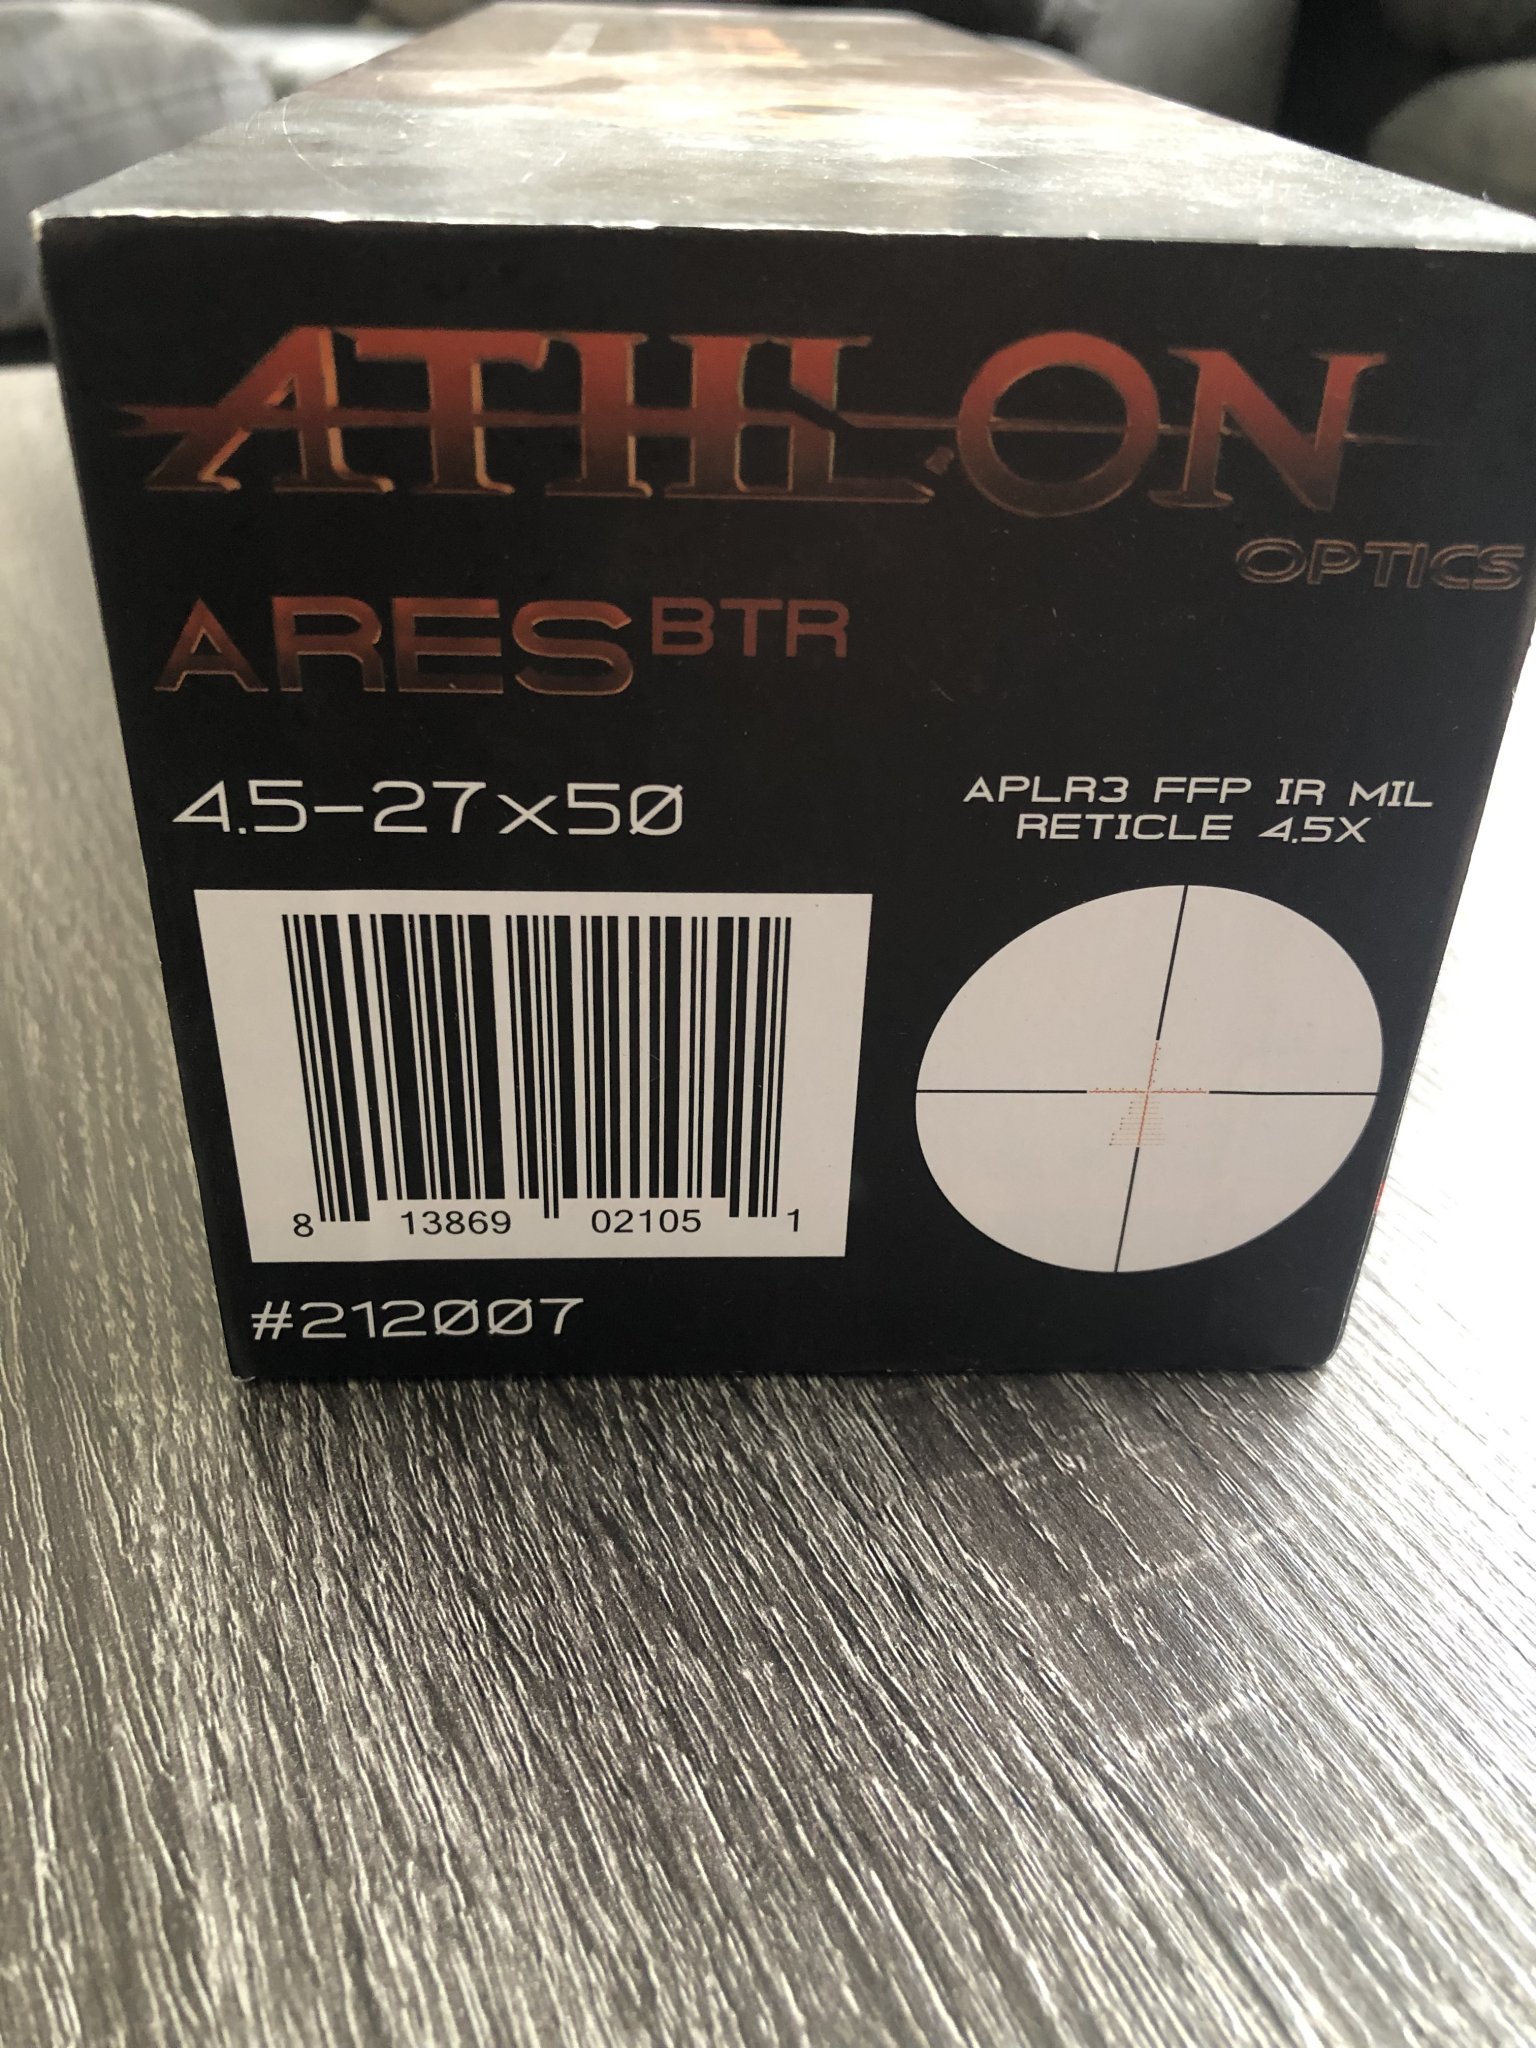 ATHLON
OPTICS
ARES BTR
4.5-27x50
APLR3 FFP IR MIL
RETICLE 4.5X
8 13869 02105 1
#212007